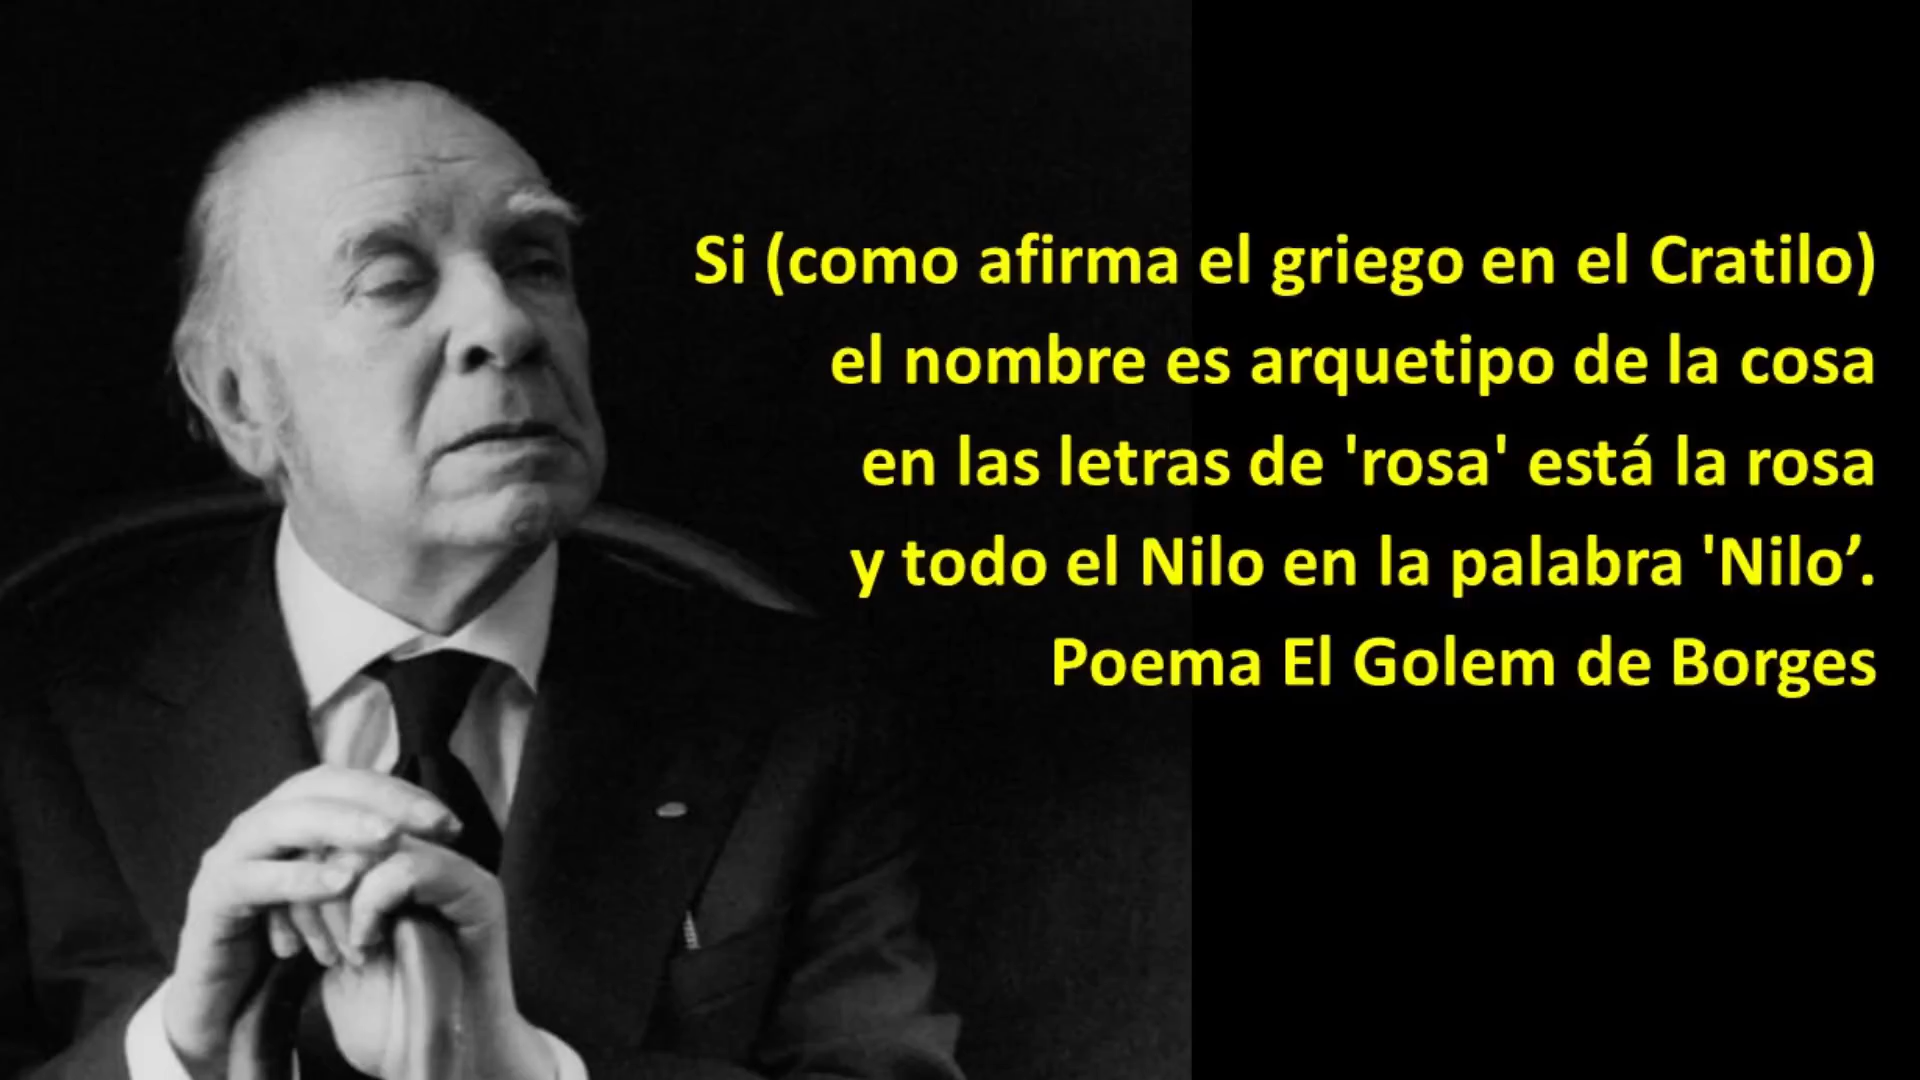 Si (como afirma el griego en el Cratilo)
el nombre es arquetipo de la cosa
en las letras de 'rosa' está la rosa
y todo el Nilo en la palabra 'Nilo’.
Poema El Golem de Borges